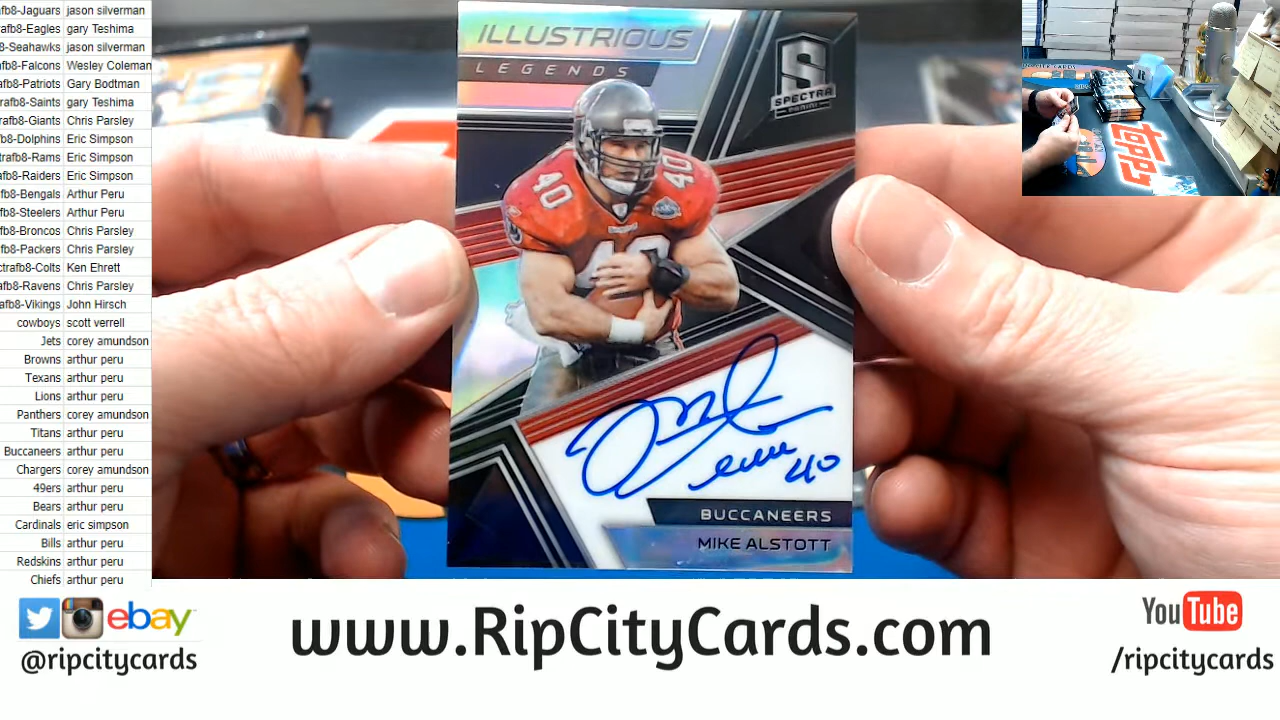 rafb8-Jaguars jason silverman
rafb8-Eagles gary Teshima
8-Seahawks jason silverman
afb8-Falcons Wesley Coleman
afb8-Patriots Gary Bodtman
rafb8-Saints gary Teshima
afb8-Giants Chris Parsley
fb8-Dolphins Eric Simpson
trafb8-Rams Eric Simpson
afb8-Raiders Eric Simpson
fb8-Bengals Arthur Peru
fb8-Steelers Arthur Peru
fb8-Broncos Chris Parsley
fb8-Packers Chris Parsley
ctrafb8-Colts Ken Ehrett
afb8-Ravens Chris Parsley
afb8-Vikings John Hirsch
cowboys scott verrell
Jets corey amundson
Browns arthur peru
Texans arthur peru
Lions arthur peru
Panthers corey amundson
Titans arthur peru
Buccaneers arthur peru
Chargers corey amundson
49ers arthur peru
Bears arthur peru
Cardinals eric simpson
Bills arthur peru
Redskins arthur peru
Chiefs arthur peru
ILLUSTRIOUS
LEGENDS
S
SPECTRA
40
40
40
40
BUCCANEERS
MIKE ALSTOTT
topps
ebay
@ripcitycards
www.RipCityCards.com
YouTube
/ripcitycards